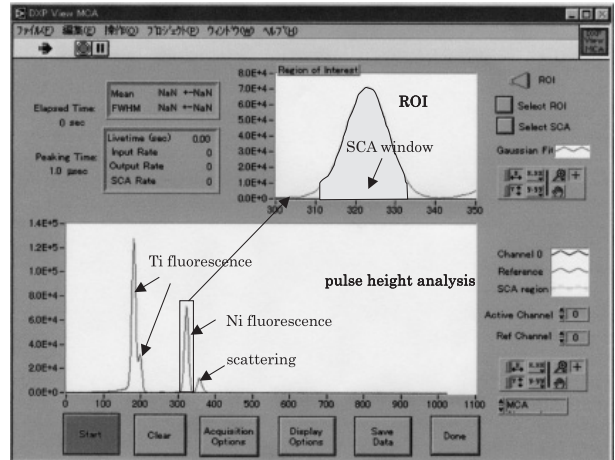 DXP View MCA
ファイル(F) 編集(E) 操作(O) プロジェクト(P) ウィンドウ(W) ヘルプ(H)
Elapsed Time:
0 sec
Mean NaN +-NaN
FWHM NaN +-NaN
Peaking Time:
1.0 µsec
Livetime (sec) 0.00
Input Rate 0
Output Rate 0
SCA Rate 0
Region of Interest
8.0E+4
7.0E+4
6.0E+4
5.0E+4
4.0E+4
3.0E+4
2.0E+4
1.0E+4
0.0E+0
300 310 320 330 340 350
ROI
SCA window
ROI
Select ROI
Select SCA
Gaussian Fit
1.4E+5
1.2E+5
1.0E+5
8.0E+4
6.0E+4
4.0E+4
2.0E+4
0.0E+0
0 100 200 300 400 500 600 700 800 900 1000 1100
Ti fluorescence
pulse height analysis
Ni fluorescence
scattering
Channel 0
Reference
SCA region
Active Channel 0
Ref Channel 0
MCA
Start
Clear
Acquisition Options
Display Options
Save Data
Done